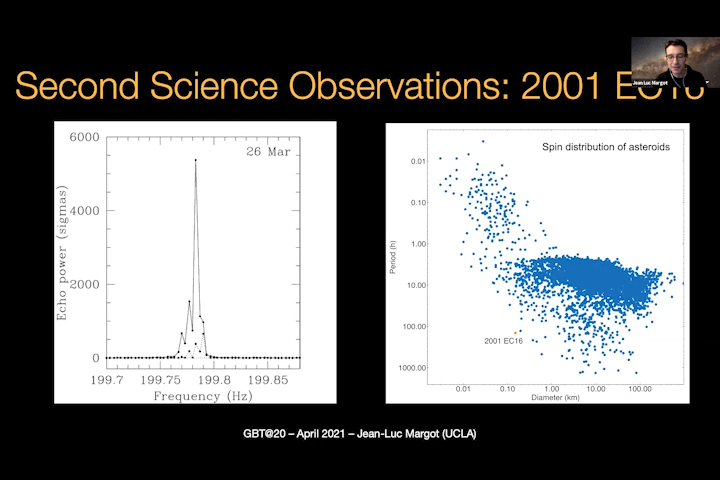 Jean Luc Margot
Second Science Observations: 2001 EC16
6000
4000
2000
0
Echo power (sigmas)
26 Mar
199.7 199.75 199.8 199.85
Frequency (Hz)
Spin distribution of asteroids
0.01
0.10
1.00
10.00
100.00
1000.00
Period (h)
2001 EC16
0.01 0.10 1.00 10.00 100.00
Diameter (km)
GBT@20 – April 2021 – Jean-Luc Margot (UCLA)